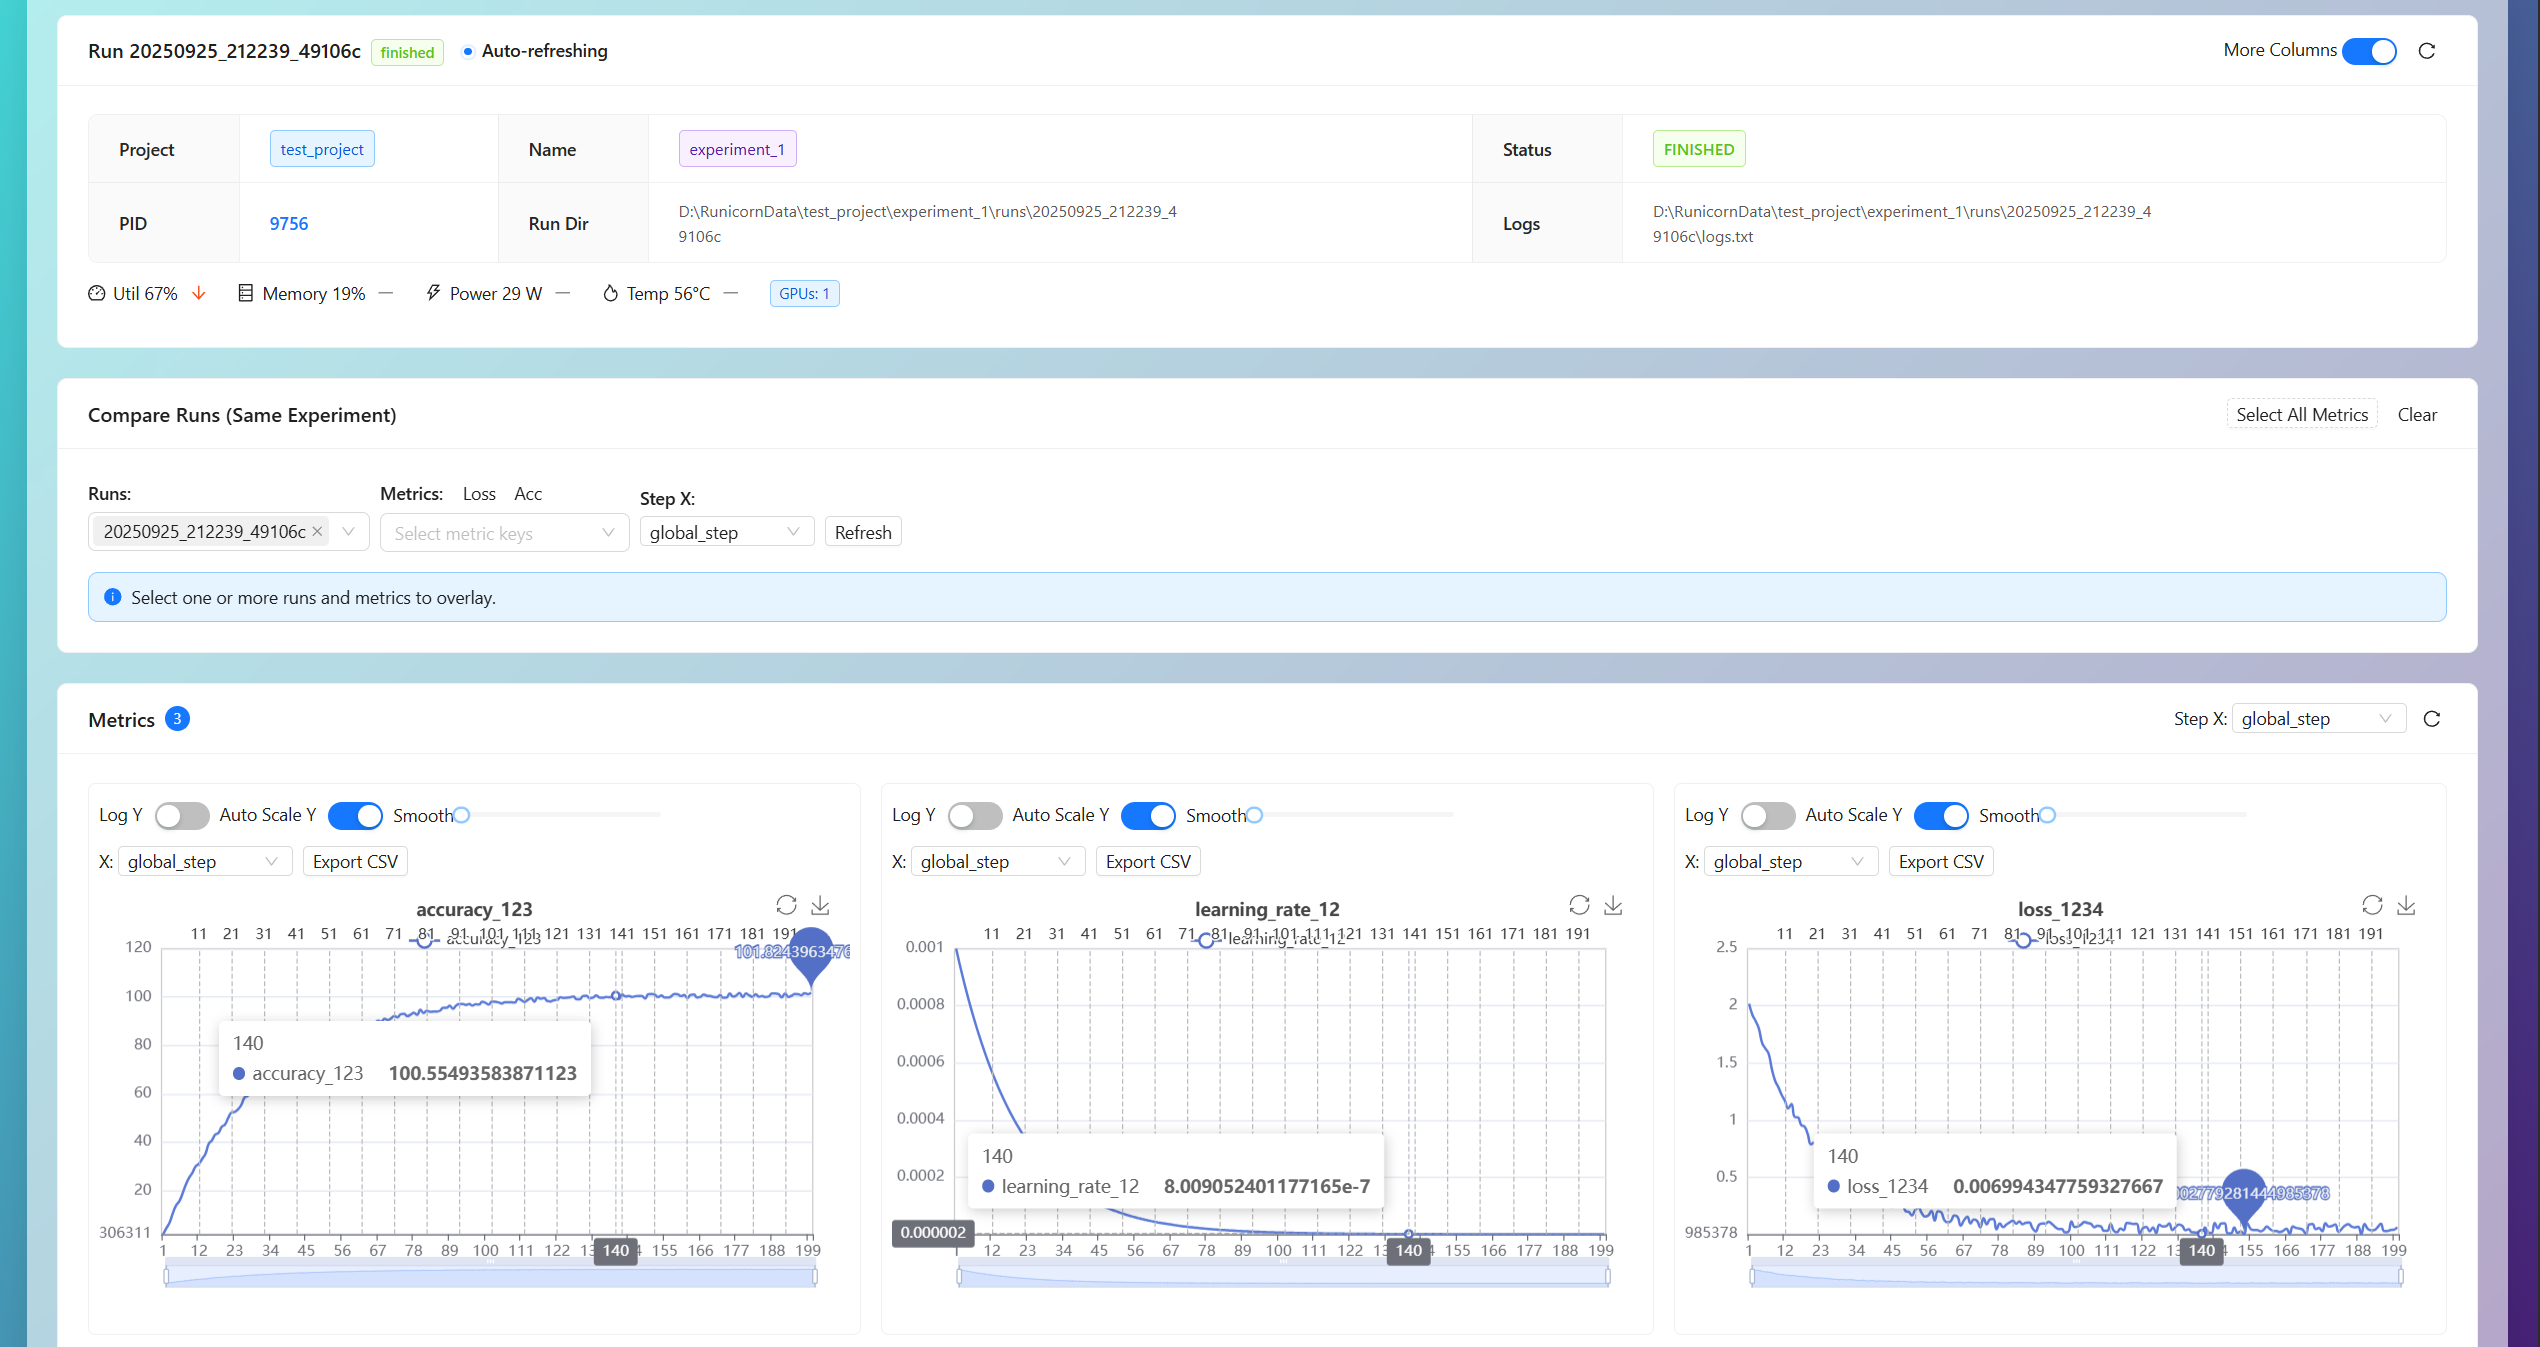 Run 20250925_212239_49106c finished Auto-refreshing More Columns
Project test_project Name experiment_1 Status FINISHED
PID 9756 Run Dir D:\RunicornData\test_project\experiment_1\runs\20250925_212239_4
9106c
Logs D:\RunicornData\test_project\experiment_1\runs\20250925_212239_4
9106c\logs.txt
Util 67% Memory 19% Power 29 W Temp 56°C GPUs: 1
Compare Runs (Same Experiment) Select All Metrics Clear
Runs: Metrics: Loss Acc Step X:
20250925_212239_49106c Select metric keys global_step Refresh
Select one or more runs and metrics to overlay.
Metrics 3 Step X: global_step
Log Y Auto Scale Y Smooth
X: global_step Export CSV
accuracy_123
11 21 31 41 51 61 71 81 91 101 111 121 131 141 151 161 171 181 191
accuracy_123
101.8243963476
120
100
80
60
40
20
306311
140
accuracy_123 100.55493583871123
1 12 23 34 45 56 67 78 89 100 111 122 140 155 166 177 188 199
Log Y Auto Scale Y Smooth
X: global_step Export CSV
learning_rate_12
11 21 31 41 51 61 71 81 91 101 111 121 131 141 151 161 171 181 191
learning_rate_12
0.001
0.0008
0.0006
0.0004
0.0002
0.000002
140
learning_rate_12 8.009052401177165e-7
12 23 34 45 56 67 78 89 100 111 122 140 155 166 177 188 199
Log Y Auto Scale Y Smooth
X: global_step Export CSV
loss_1234
11 21 31 41 51 61 71 81 91 101 111 121 131 141 151 161 171 181 191
loss_1234
2.5
2
1.5
1
0.5
985378
140
loss_1234 0.006994347759327667
1 12 23 34 45 56 67 78 89 100 111 122 140 155 166 177 188 199